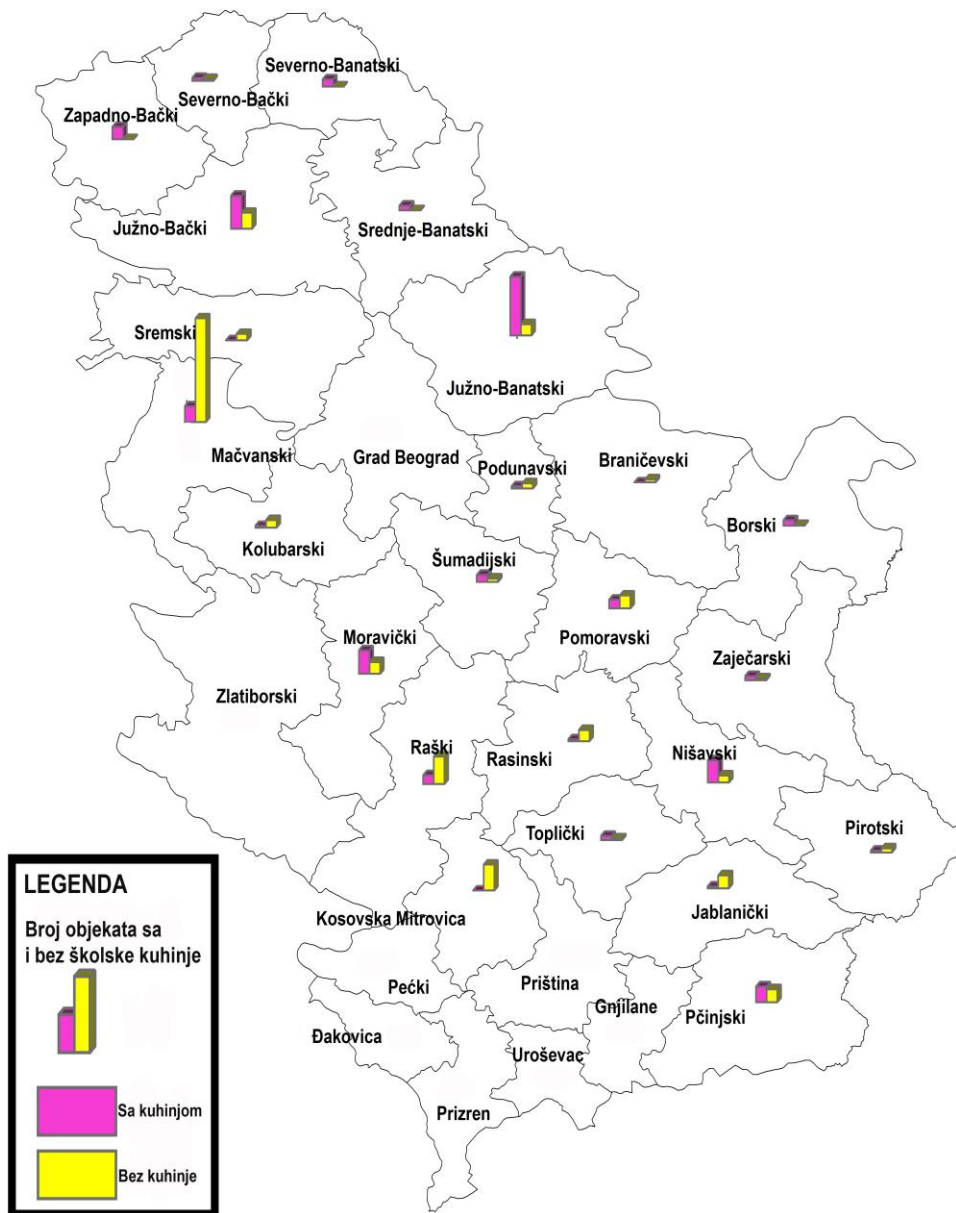 Severno-Banatski
Severno-Bački
Zapadno-Bački
Južno-Bački
Srednje-Banatski
Sremski
Južno-Banatski
Mačvanski
Grad Beograd
Podunavski
Braničevski
Borski
Kolubarski
Šumadijski
Moravički
Pomoravski
Zaječarski
Zlatiborski
Raški
Rasinski
Nišavski
Toplički
Pirotski
Kosovska Mitrovica
Jablanički
Pećki
Priština
Gnjilane
Pčinjski
Đakovica
Uroševac
Prizren
LEGENDA
Broj objekata sa
i bez školske kuhinje
Sa kuhinjom
Bez kuhinje